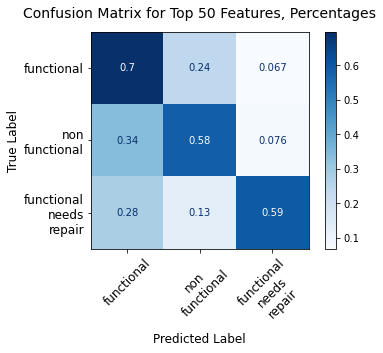 Confusion Matrix for Top 50 Features, Percentages
functional
0.7 0.24 0.067
non
functional
0.34 0.58 0.076
functional
needs
repair
0.28 0.13 0.59
True Label
functional
non
functional
functional
needs
repair
Predicted Label
0.6
0.5
0.4
0.3
0.2
0.1